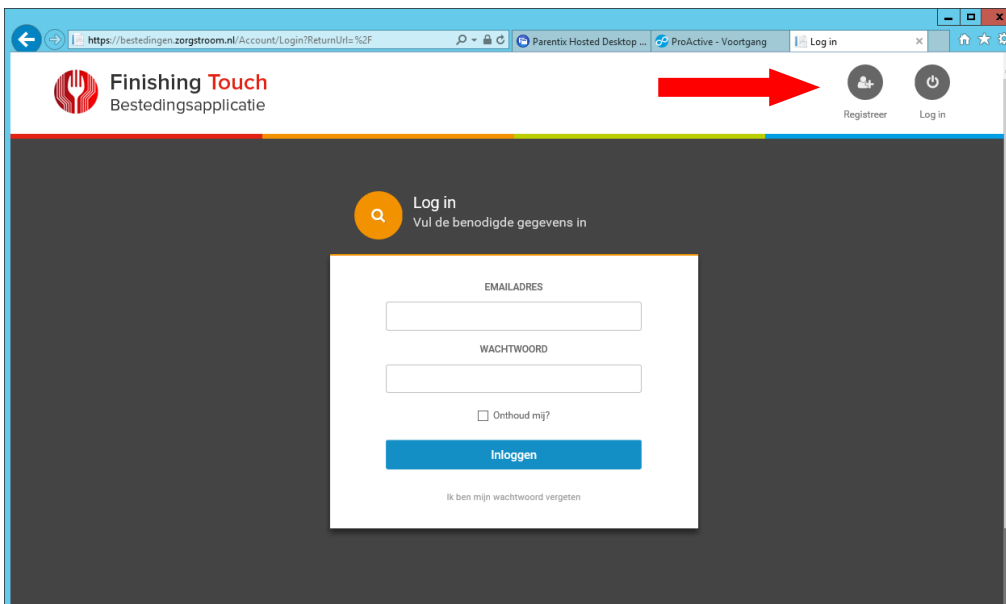 https://bestedingen.zorgstroom.nl/Account/Login?ReturnUrl=%2F
Parentix Hosted Desktop ...
ProActive - Voortgang
Log in
Finishing Touch
Bestedingsapplicatie
Registreer
Log in
Log in
Vul de benodigde gegevens in
EMAILADRES
WACHTWOORD
Onthoud mij?
Inloggen
Ik ben mijn wachtwoord vergeten